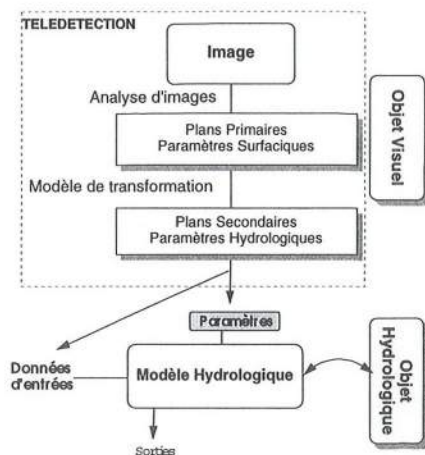 TELEDETECTION
Image
Analyse d'images
Plans Primaires
Paramètres Surfaciques
Objet Visuel
Modèle de transformation
Plans Secondaires
Paramètres Hydrologiques
Paramètres
Données
d'entrées
Modèle Hydrologique
Objet
Hydrologique
Sorties